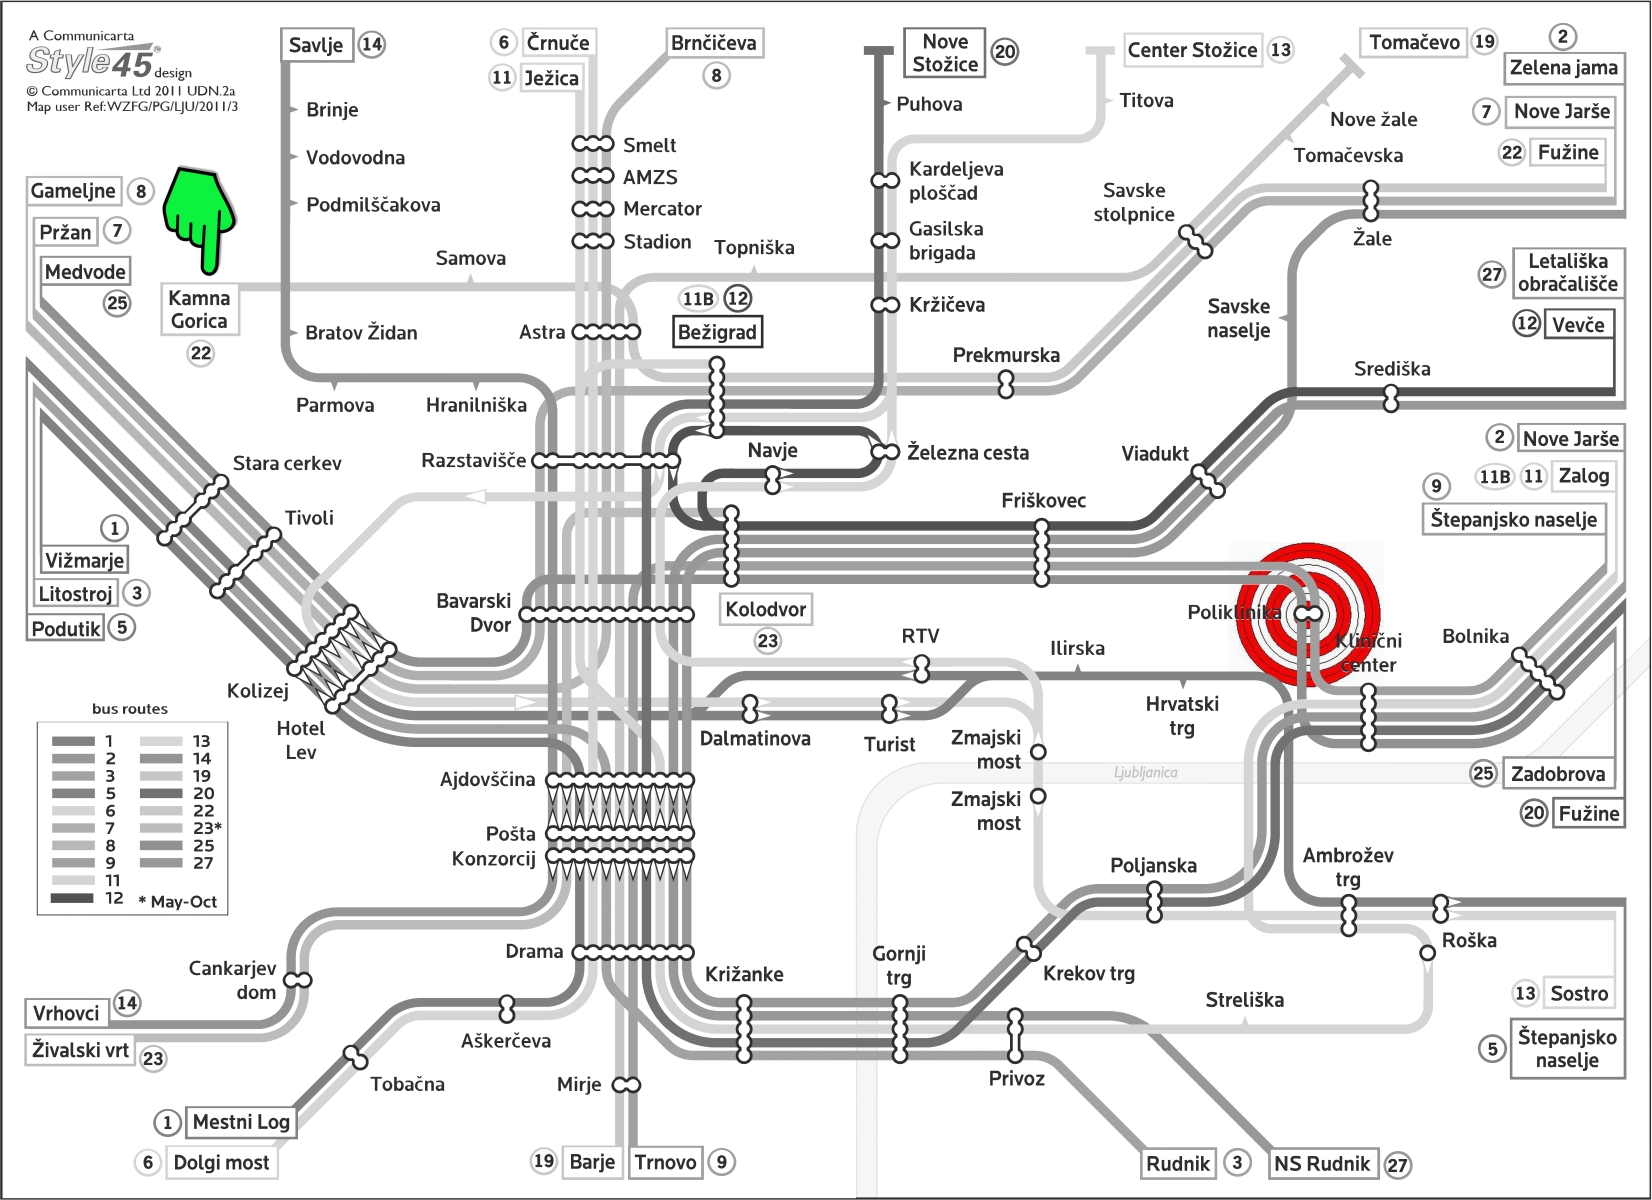 A Communicarta
Style45™
design
© Communicarta Ltd 2011 UDN.2a
Map user Ref:WZFG/PG/LJU/2011/3
Savlje 14
6 Črnuče
11 Ježica
Brnčičeva
8
Nove
Stožice 20
Center Stožice 13
Tomačevo 19
2
Zelena jama
7 Nove Jarše
22 Fužine
Brinje
Vodovodna
Podmilščakova
Smelt
AMZS
Mercator
Stadion
Puhova
Titova
Nove žale
Tomačevska
Kardeljeva
ploščad
Gasilska
brigada
Križičeva
Savske
stolpnice
Žale
Gameljne 8
Pržan 7
Medvode
25
Kamna
Gorica
22
Samova
Topniška
11B 12
Bežigrad
Astra
Bratov Židan
Parmova
Hranilniška
Prekmurska
Savske
naselje
27 Letališka
obračališče
12 Vevče
Središka
Razstavišče
Navje
Železna cesta
Viadukt
Friškovec
2 Nove Jarše
11B 11 Zalog
9
Štepanjsko naselje
Stara cerkev
Tivoli
1
Vižmarje
Litostroj 3
Podutik 5
Kolizej
Hotel
Lev
Bavarski
Dvor
Kolodvor
23
RTV
Ilirska
Poliklinika
Klinični
center
Bolnika
Hrvatski
trg
Dalmatinova
Turist
Zmajski
most
Zmajski
most
Ljubljanica
25 Zadobrova
20 Fužine
bus routes
1
2
3
5
6
7
8
9
11
12
13
14
19
20
22
23*
25
27
* May-Oct
Ajdovščina
Pošta
Konzorcij
Poljanska
Ambrožev
trg
Roška
Drama
Križanke
Gornji
trg
Krekov trg
Streliška
13 Sostro
5 Štepanjsko
naselje
Cankarjev
dom
Vrhovci 14
Živalski vrt 23
Aškerčeva
Tobačna
Mirje
Privoz
1 Mestni Log
6 Dolgi most
19 Barje
Trnovo 9
Rudnik 3
NS Rudnik 27